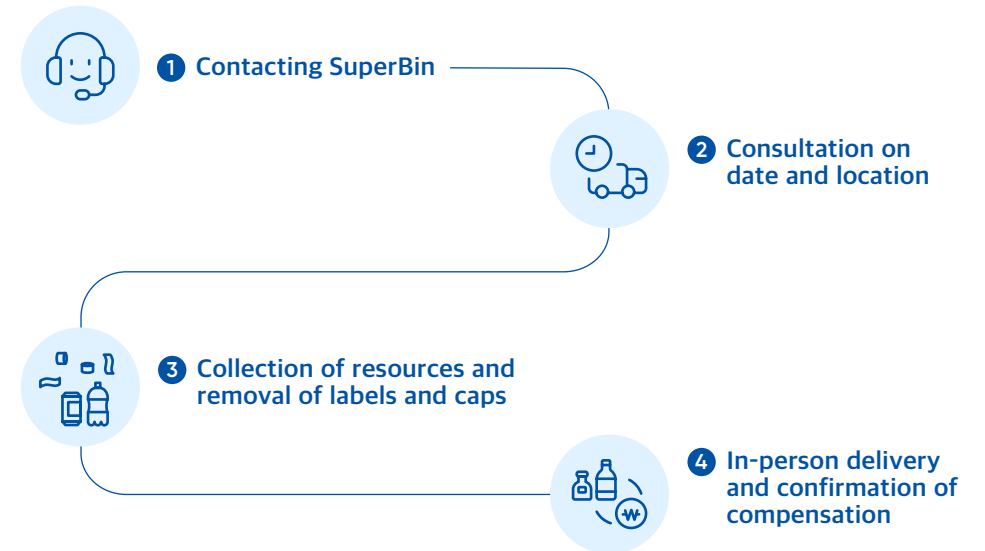 1 Contacting SuperBin
2 Consultation on
date and location
3 Collection of resources and
removal of labels and caps
4 In-person delivery
and confirmation of
compensation
₩